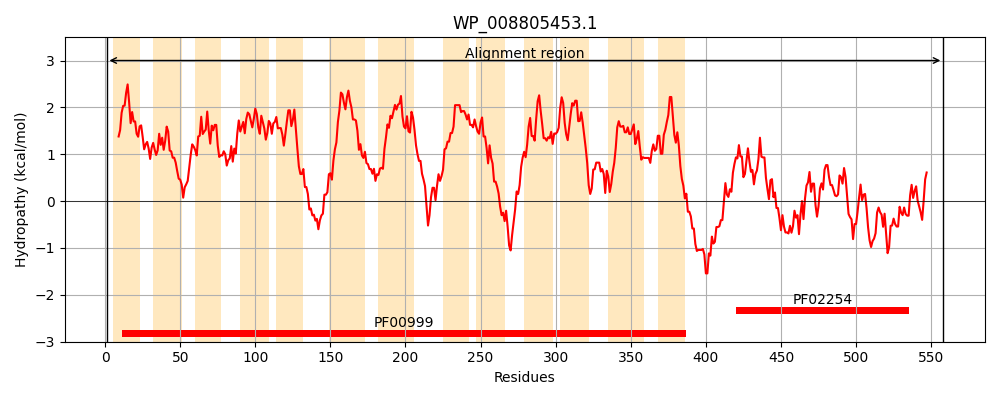 WP_008805453.1
Hydropathy (kcal/mol)
3
2
1
0
−1
−2
−3
Alignment region
PF02254
PF00999
0 50 100 150 200 250 300 350 400 450 500 550
Residues